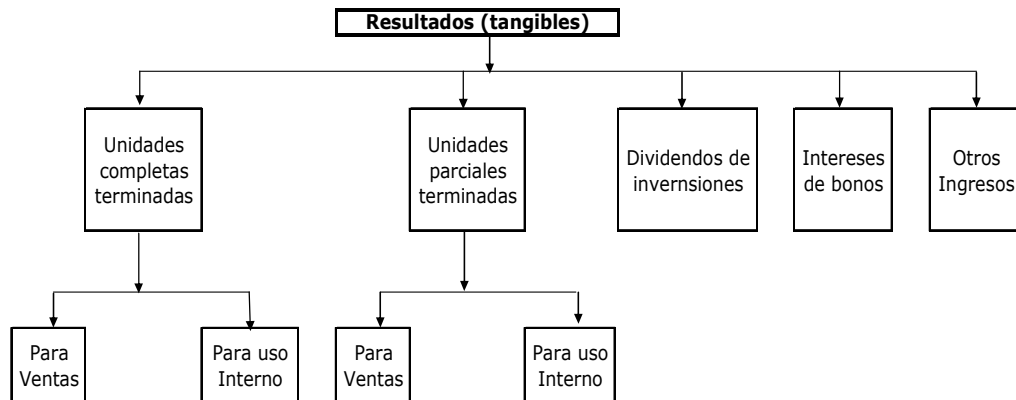 Resultados (tangibles)
Unidades
completas
terminadas
Unidades
parciales
terminadas
Dividendos de
invernsiones
Intereses
de bonos
Otros
Ingresos
Para
Ventas
Para uso
Interno
Para
Ventas
Para uso
Interno